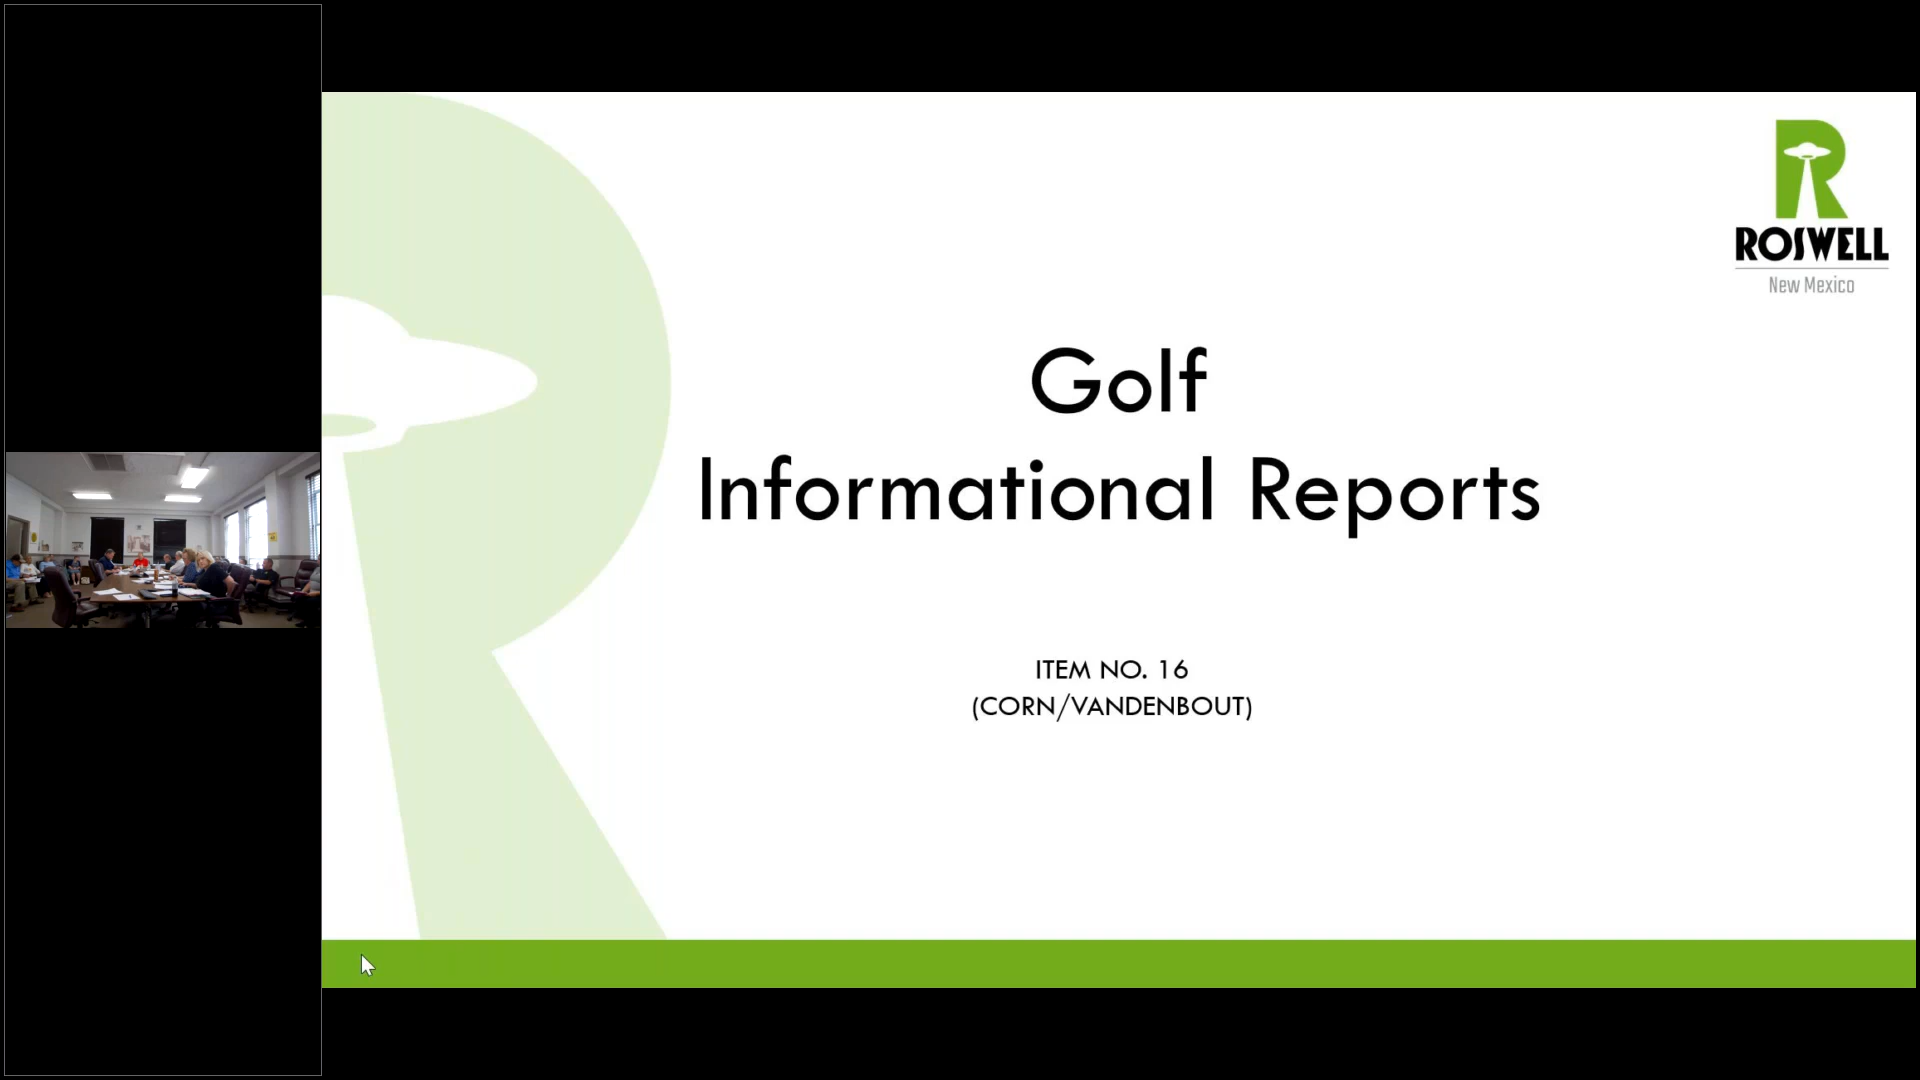 ROSWELL
New Mexico
Golf
Informational Reports
ITEM NO. 16
(CORN/VANDENBOUT)